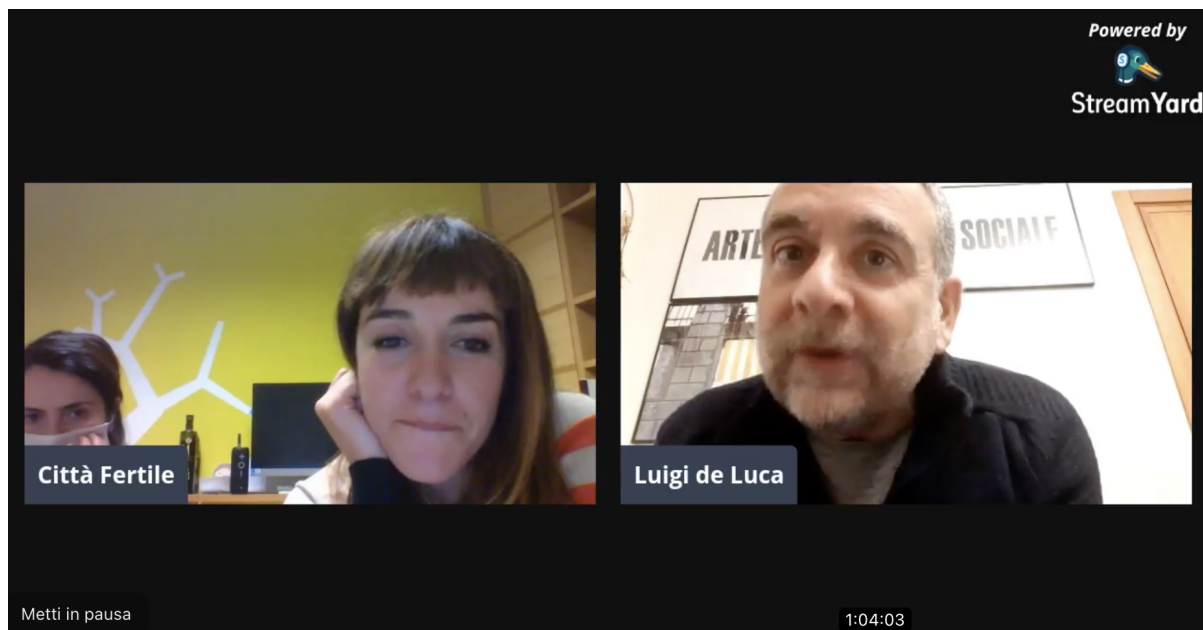 Powered by
StreamYard
ARTE SOCIALE
Città Fertile
Luigi de Luca
Metti in pausa
1:04:03